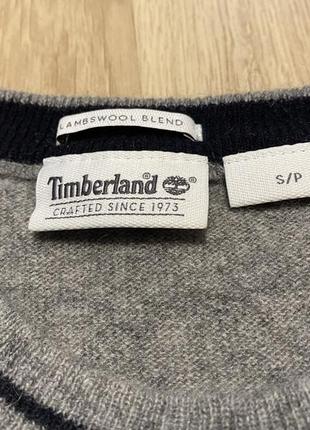 LAMBSWOOL BLEND
Timberland
CRAFTED SINCE 1973
S/P